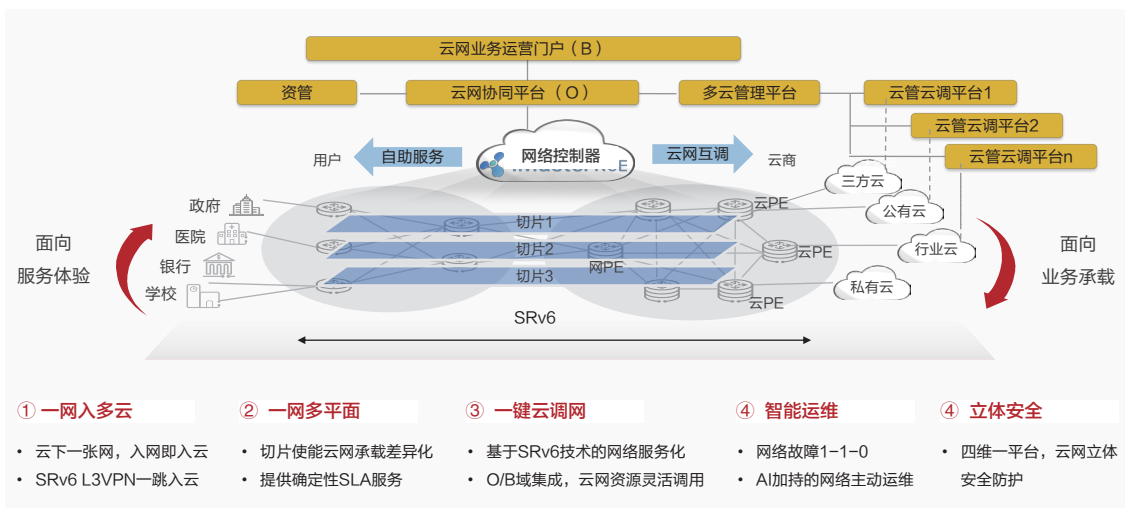 云网业务运营门户（B）
资管
云网协同平台（O）
多云管理平台
云管云调平台1
云管云调平台2
云管云调平台n
用户
自助服务
网络控制器
云网互调
云商
三方云
公有云
行业云
私有云
政府
医院
银行
学校
面向
服务体验
切片1
切片2
切片3
网PE
云PE
云PE
云PE
面向
业务承载
SRv6
① 一网入多云
• 云下一张网，入网即入云
• SRv6 L3VPN一跳入云
② 一网多平面
• 切片使能云网承载差异化
• 提供确定性SLA服务
③ 一键云调网
• 基于SRv6技术的网络服务化
• O/B域集成，云网资源灵活调用
④ 智能运维
• 网络故障1-1-0
• AI加持的网络主动运维
④ 立体安全
• 四维一平台，云网立体
安全防护